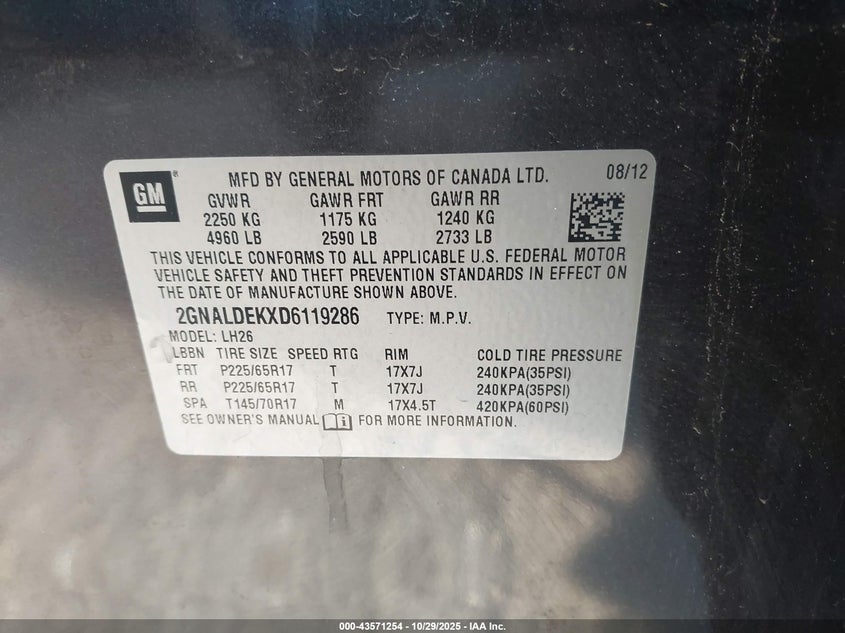 GM ®
MFD BY GENERAL MOTORS OF CANADA LTD. 08/12
GVWR GAWR FRT GAWR RR
2250 KG 1175 KG 1240 KG
4960 LB 2590 LB 2733 LB
THIS VEHICLE CONFORMS TO ALL APPLICABLE U.S. FEDERAL MOTOR
VEHICLE SAFETY AND THEFT PREVENTION STANDARDS IN EFFECT ON
THE DATE OF MANUFACTURE SHOWN ABOVE.
2GNALDEKXD6119286 TYPE: M.P.V.
MODEL: LH26
LBBN TIRE SIZE SPEED RTG RIM COLD TIRE PRESSURE
FRT P225/65R17 T 17X7J 240KPA(35PSI)
RR P225/65R17 T 17X7J 240KPA(35PSI)
SPA T145/70R17 M 17X4.5T 420KPA(60PSI)
SEE OWNER'S MANUAL i FOR MORE INFORMATION.
000-43571254 - 10/29/2025 - IAA Inc.